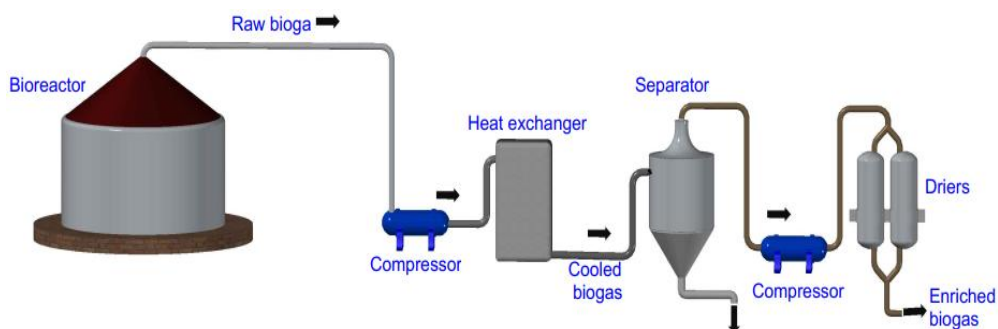 Raw bioga
Bioreactor
Separator
Heat exchanger
Driers
Compressor
Cooled
biogas
Compressor
Enriched
biogas